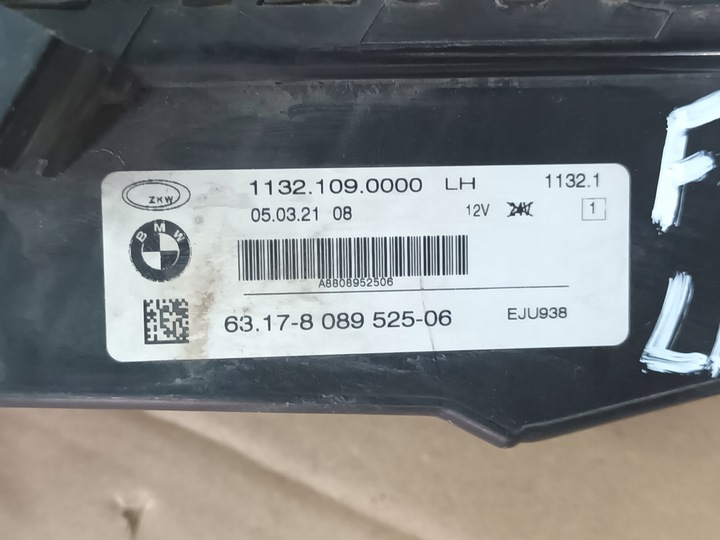 ZKW
1132.109.0000 LH 1132.1
05.03.21 08 12V 24V 1
BMW
A8808952506
63.17-8 089 525-06 EJU938